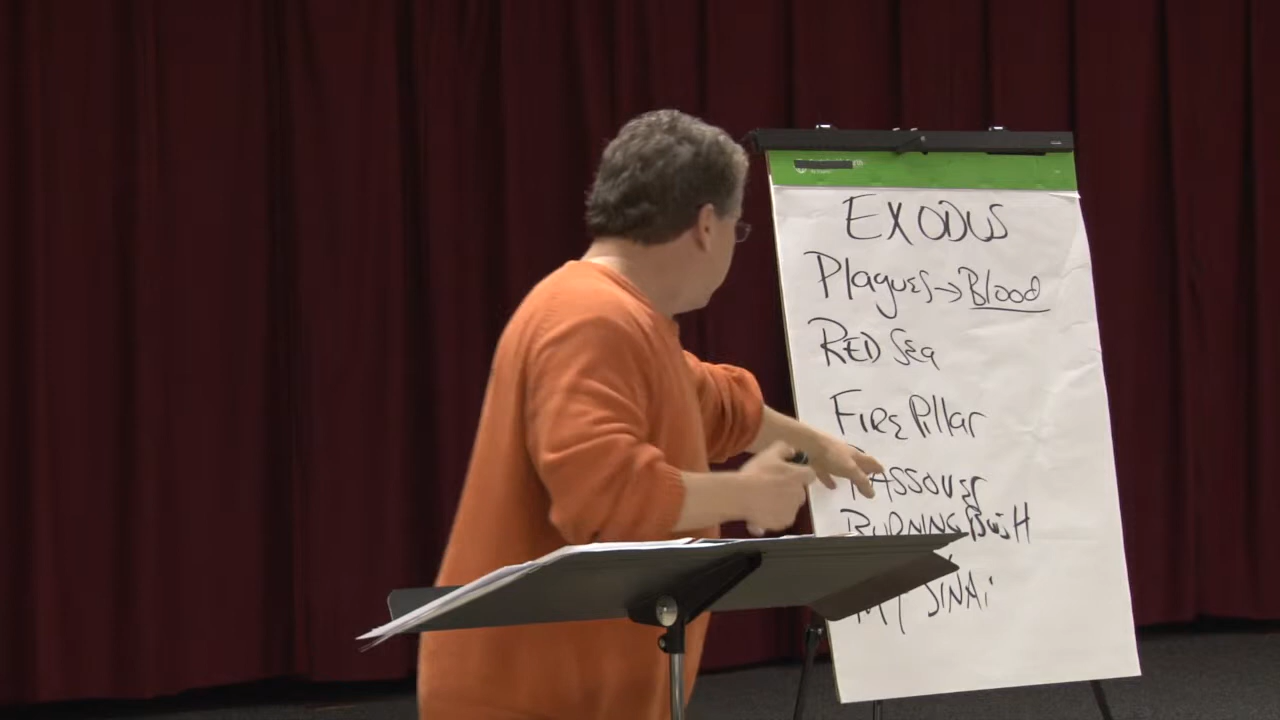 EXODUS
Plagues→Blood
RED Sea
FIRE Pillar
PASSOVER
BURNING BUSH
MT SINAi